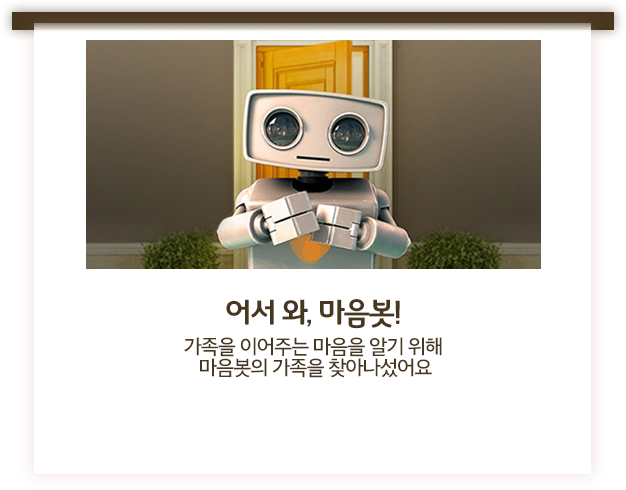 어서 와, 마음봇!
가족을 이어주는 마음을 알기 위해
마음봇의 가족을 찾아나섰어요